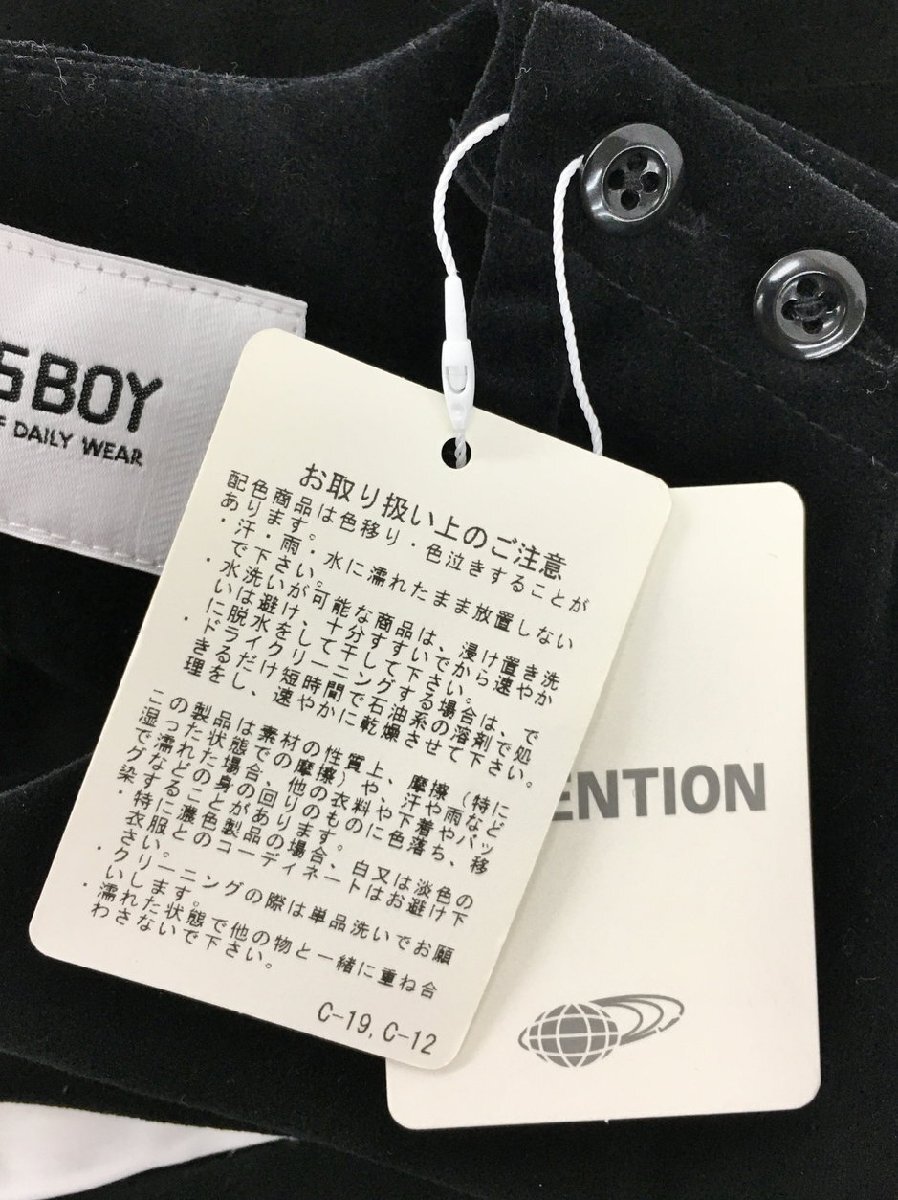 SBOY
F DAILY WEAR
お取り扱い上のご注意
配色商品は色移り・色泣きすることが
あります。
・汗・雨・水に濡れたまま放置しない
で下さい。
・水洗いが可能な商品は、浸け置き洗
いは避け、十分すすいでから速やか
に脱水をして干して下さい。
・ドライクリーニングする場合は、で
きるだけ短時間で石油系の溶剤で処
理をし、速やかに乾燥させて下さい。
この製品は素材の性質上、摩擦（特に
湿った状態での摩擦）や、汗や雨など
で濡れた場合、他の衣料や下着やバッ
グなどの身の回りのものに色落ち、移
染することがあります。
・特に濃色製品の場合、白又は淡色の
衣服とのコーディネートはお避け下
さい。
・クリーニングの際は単品洗いでお願
いします。
・濡れた状態で他の物と一緒に重ね合
わさないで下さい。
C-19, C-12
ENTION